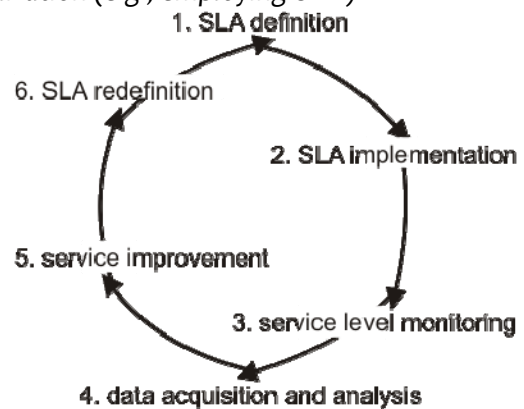 1. SLA definition
2. SLA implementation
3. service level monitoring
4. data acquisition and analysis
5. service improvement
6. SLA redefinition